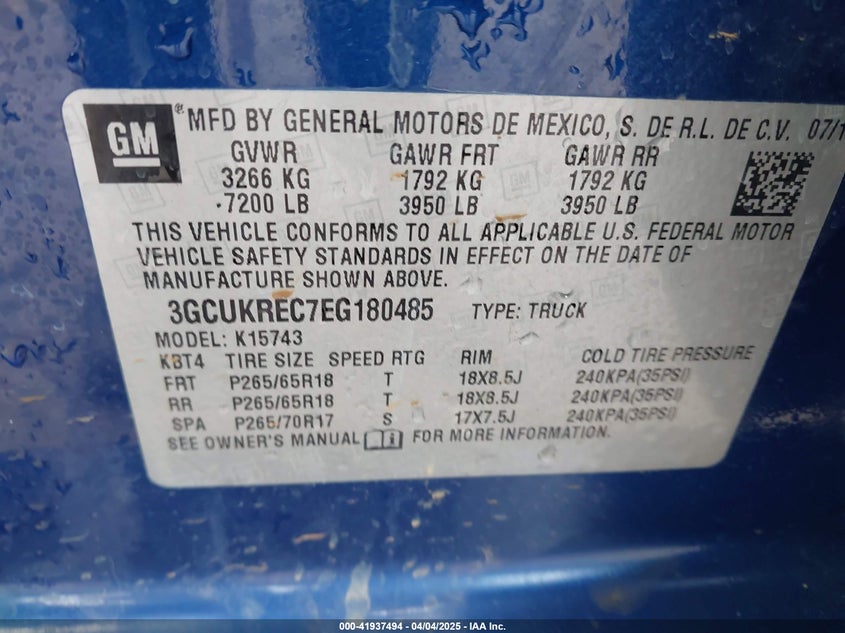 GM
® MFD BY GENERAL MOTORS DE MEXICO, S. DE R.L. DE C.V. 07/1
GVWR GAWR FRT GAWR RR
3266 KG 1792 KG 1792 KG
7200 LB 3950 LB 3950 LB
THIS VEHICLE CONFORMS TO ALL APPLICABLE U.S. FEDERAL MOTOR
VEHICLE SAFETY STANDARDS IN EFFECT ON THE DATE OF
MANUFACTURE SHOWN ABOVE.
3GCUKREC7EG180485 TYPE: TRUCK
MODEL: K15743
KBT4 TIRE SIZE SPEED RTG RIM COLD TIRE PRESSURE
FRT P265/65R18 T 18X8.5J 240KPA(35PSI)
RR P265/65R18 T 18X8.5J 240KPA(35PSI)
SPA P265/70R17 S 17X7.5J 240KPA(35PSI)
SEE OWNER'S MANUAL i FOR MORE INFORMATION.
000-41937494 - 04/04/2025 - IAA Inc.